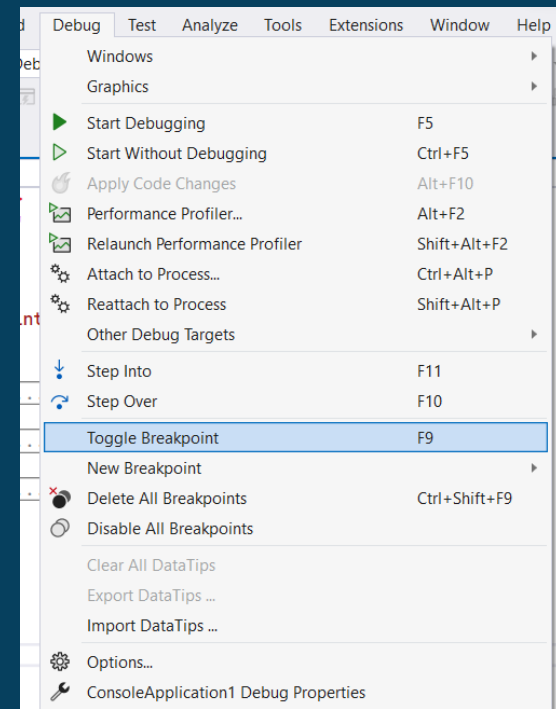 Debug Test Analyze Tools Extensions Window Help
Windows
Graphics
Start Debugging F5
Start Without Debugging Ctrl+F5
Apply Code Changes Alt+F10
Performance Profiler... Alt+F2
Relaunch Performance Profiler Shift+Alt+F2
Attach to Process... Ctrl+Alt+P
Reattach to Process Shift+Alt+P
Other Debug Targets
Step Into F11
Step Over F10
Toggle Breakpoint F9
New Breakpoint
Delete All Breakpoints Ctrl+Shift+F9
Disable All Breakpoints
Clear All DataTips
Export DataTips ...
Import DataTips ...
Options...
ConsoleApplication1 Debug Properties